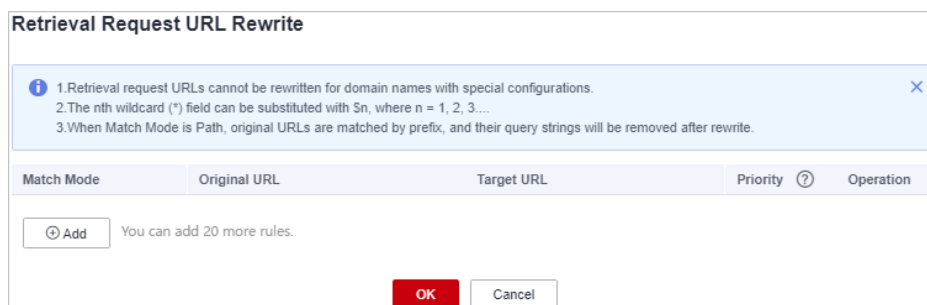 Retrieval Request URL Rewrite
1.Retrieval request URLs cannot be rewritten for domain names with special configurations.
2.The nth wildcard (*) field can be substituted with $n, where n = 1, 2, 3....
3.When Match Mode is Path, original URLs are matched by prefix, and their query strings will be removed after rewrite.
Match Mode Original URL Target URL Priority ? Operation
Add You can add 20 more rules.
OK Cancel